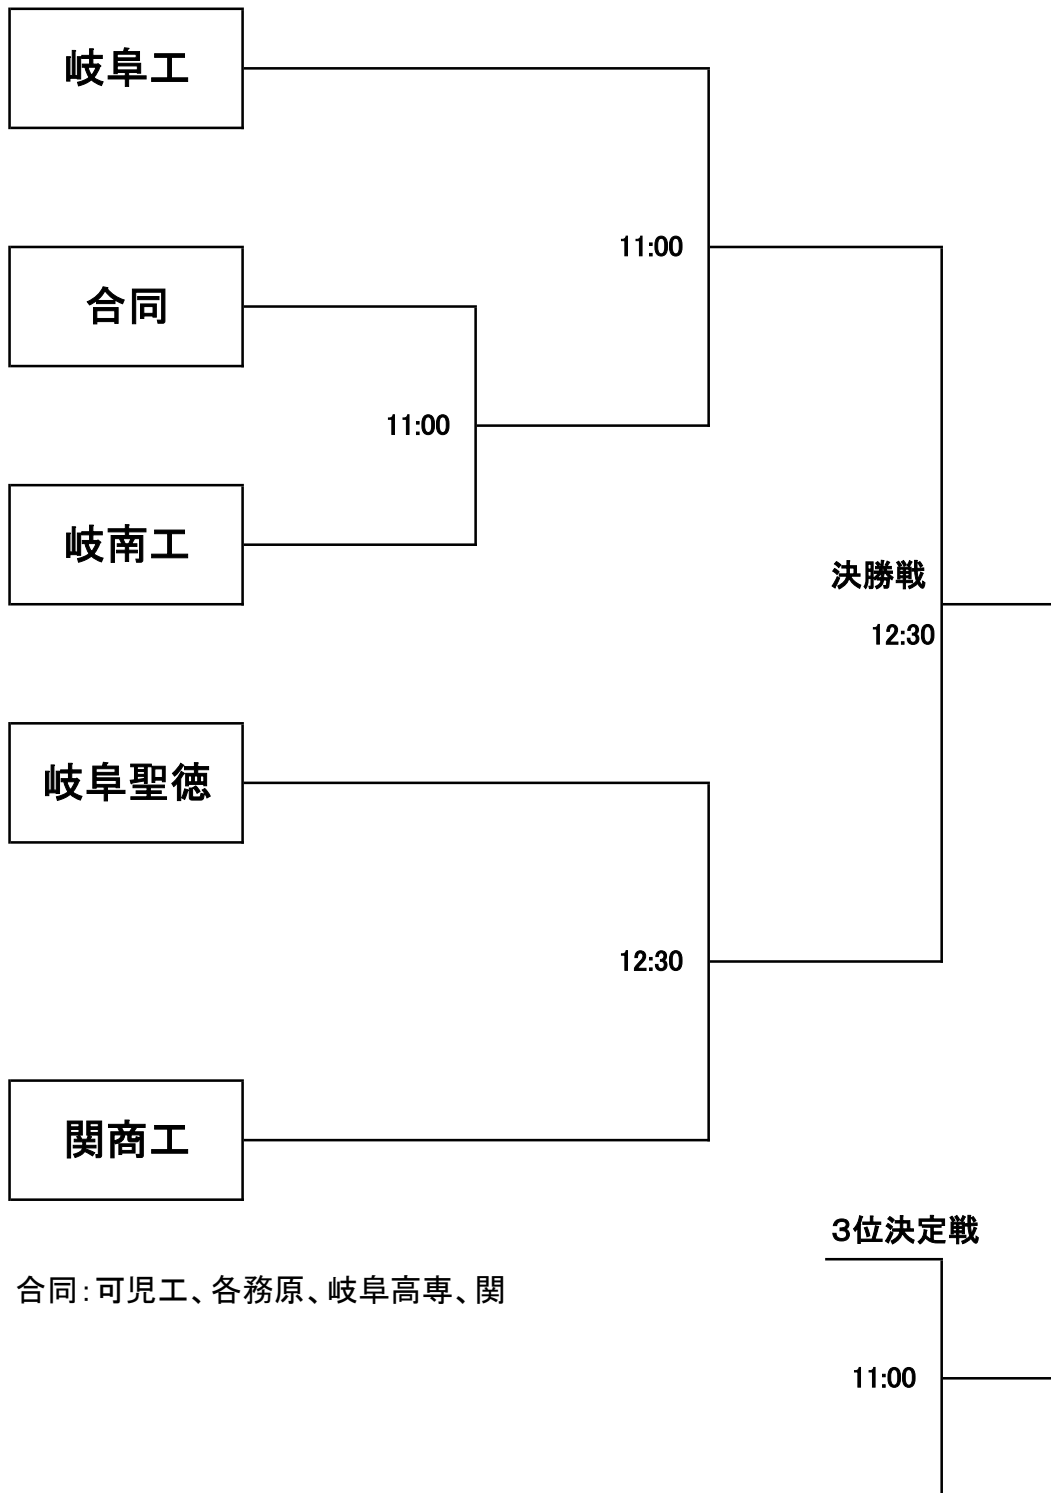 岐阜工
11:00
合同
11:00
岐南工
決勝戦
12:30
岐阜聖徳
12:30
関商工
３位決定戦
合同：可児工、各務原、岐阜高専、関
11:00